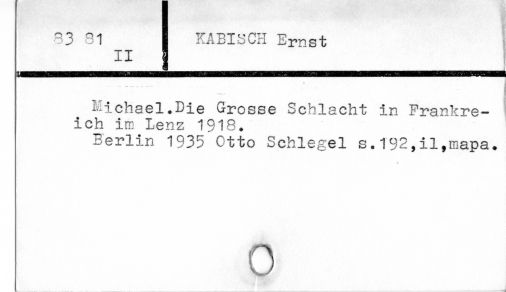 83 81
II
KABISCH Ernst
Michael.Die Grosse Schlacht in Frankre-
ich im Lenz 1918.
Berlin 1935 Otto Schlegel s.192,il,mapa.